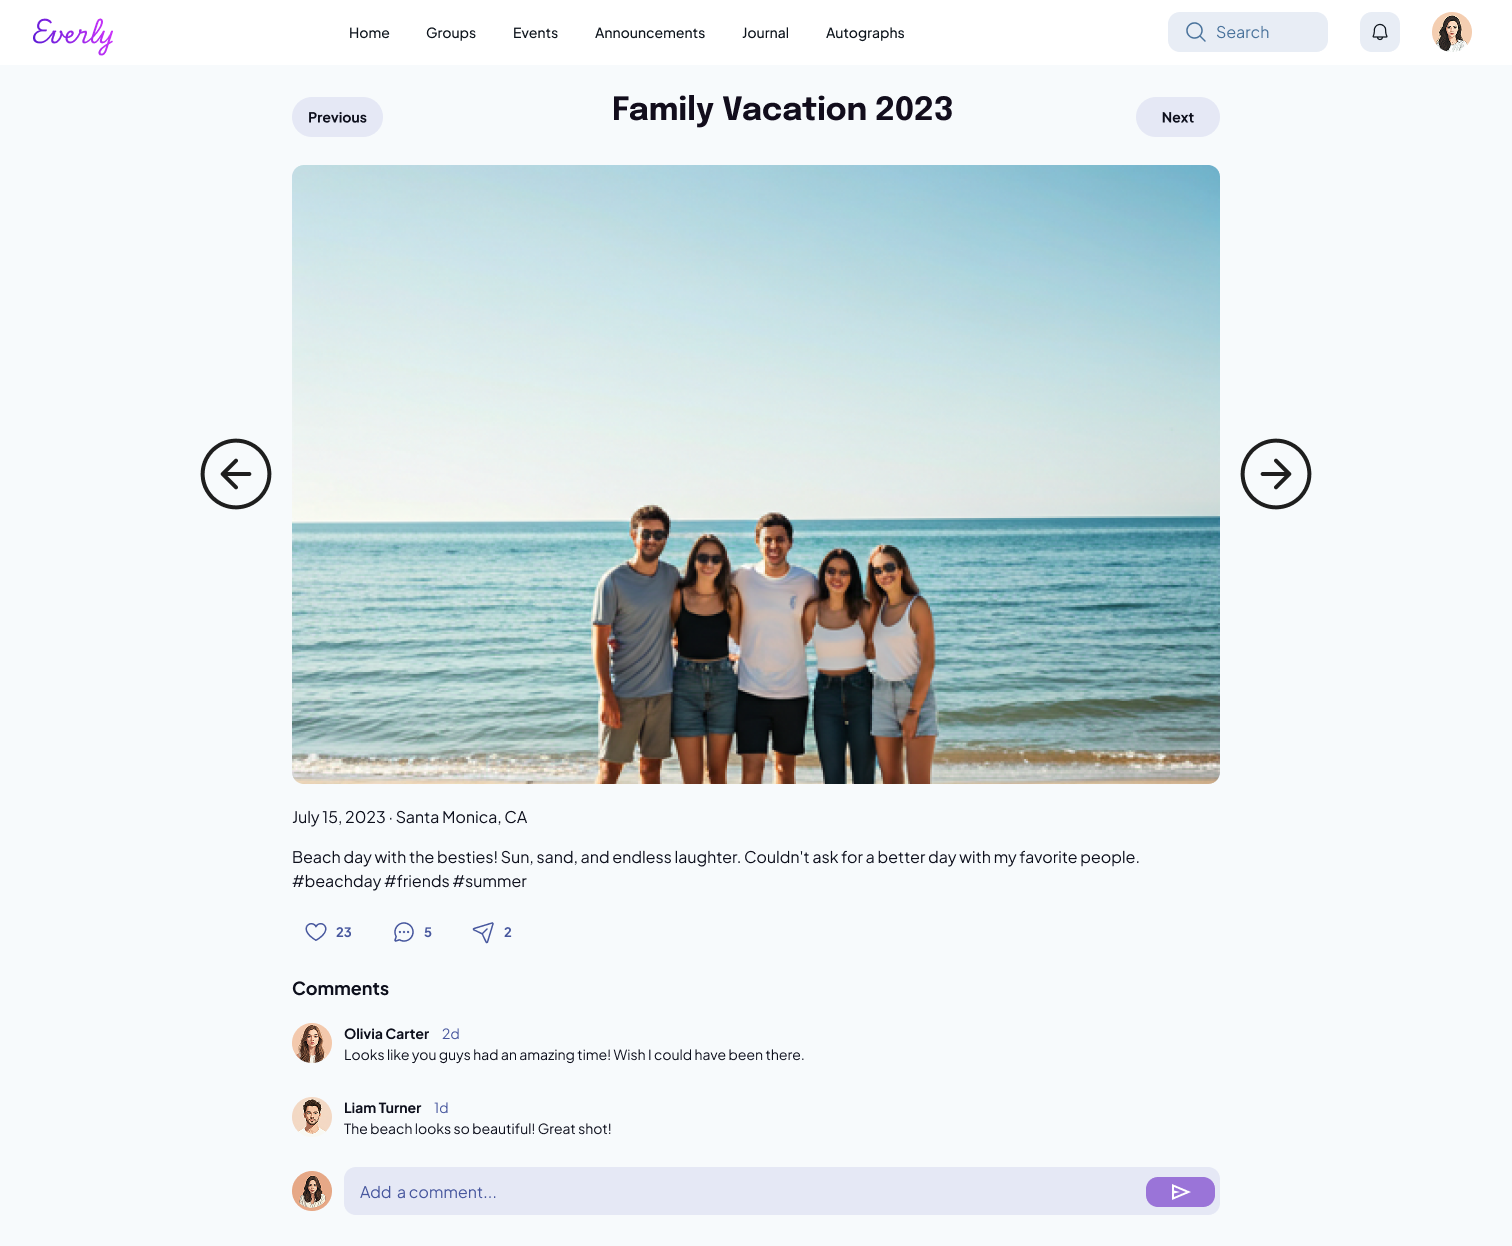 Everly
Home Groups Events Announcements Journal Autographs
Search
Previous
Family Vacation 2023
Next
July 15, 2023 · Santa Monica, CA
Beach day with the besties! Sun, sand, and endless laughter. Couldn't ask for a better day with my favorite people.
#beachday #friends #summer
23 5 2
Comments
Olivia Carter 2d
Looks like you guys had an amazing time! Wish I could have been there.
Liam Turner 1d
The beach looks so beautiful! Great shot!
Add a comment...